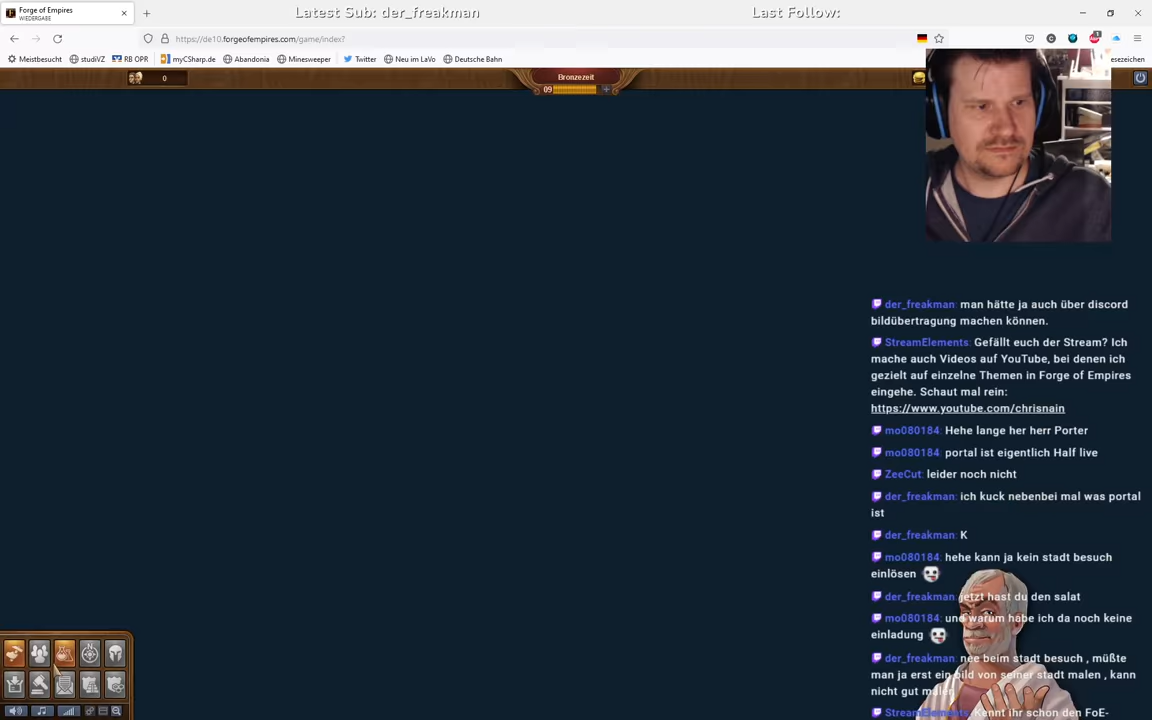 Latest Sub: der_freakman
Last Follow:
Forge of Empires
WIEDERGABE
https://de10.forgeofempires.com/game/index?
Meistbesucht
studiVZ
RB OPR
myCSharp.de
Abandonia
Minesweeper
Twitter
Neu im LaVo
Deutsche Bahn
esezeichen
0
Bronzezeit
09
der_freakman: man hätte ja auch über discord
bildübertragung machen können.
StreamElements: Gefällt euch der Stream? Ich
mache auch Videos auf YouTube, bei denen ich
gezielt auf einzelne Themen in Forge of Empires
eingehe. Schaut mal rein:
https://www.youtube.com/chrisnain
mo080184: Hehe lange her herr Porter
mo080184: portal ist eigentlich Half live
ZeeCut: leider noch nicht
der_freakman: ich kuck nebenbei mal was portal
ist
der_freakman: K
mo080184: hehe kann ja kein stadt besuch
einlösen
der_freakman: jetzt hast du den salat
mo080184: und warum habe ich da noch keine
einladung
der_freakman: nee beim stadt besuch , müßte
man ja erst ein bild von seiner stadt malen , kann
nicht gut malen
StreamElements: Kennt ihr schon den FoE-